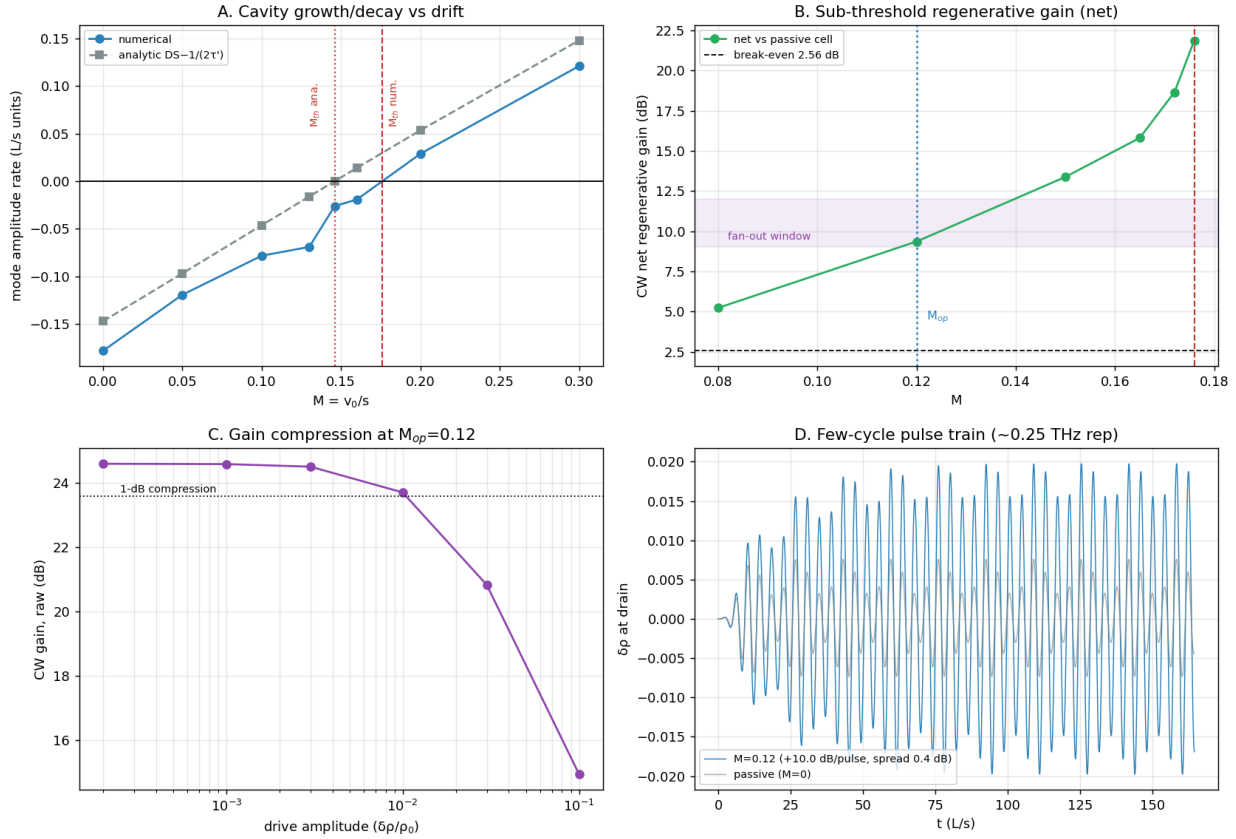 A. Cavity growth/decay vs drift
numerical
analytic DS−1/(2τ')
M_th ana.
M_th num.
mode amplitude rate (L/s units)
0.15
0.10
0.05
0.00
−0.05
−0.10
−0.15
0.00 0.05 0.10 0.15 0.20 0.25 0.30
M = v₀/s
B. Sub-threshold regenerative gain (net)
net vs passive cell
break-even 2.56 dB
fan-out window
M_op
CW net regenerative gain (dB)
22.5
20.0
17.5
15.0
12.5
10.0
7.5
5.0
2.5
0.08 0.10 0.12 0.14 0.16 0.18
M
C. Gain compression at M_op=0.12
1-dB compression
CW gain, raw (dB)
24
22
20
18
16
10⁻³ 10⁻² 10⁻¹
drive amplitude (δρ/ρ₀)
D. Few-cycle pulse train (~0.25 THz rep)
δρ at drain
0.020
0.015
0.010
0.005
0.000
−0.005
−0.010
−0.015
−0.020
M=0.12 (+10.0 dB/pulse, spread 0.4 dB)
passive (M=0)
0 25 50 75 100 125 150
t (L/s)